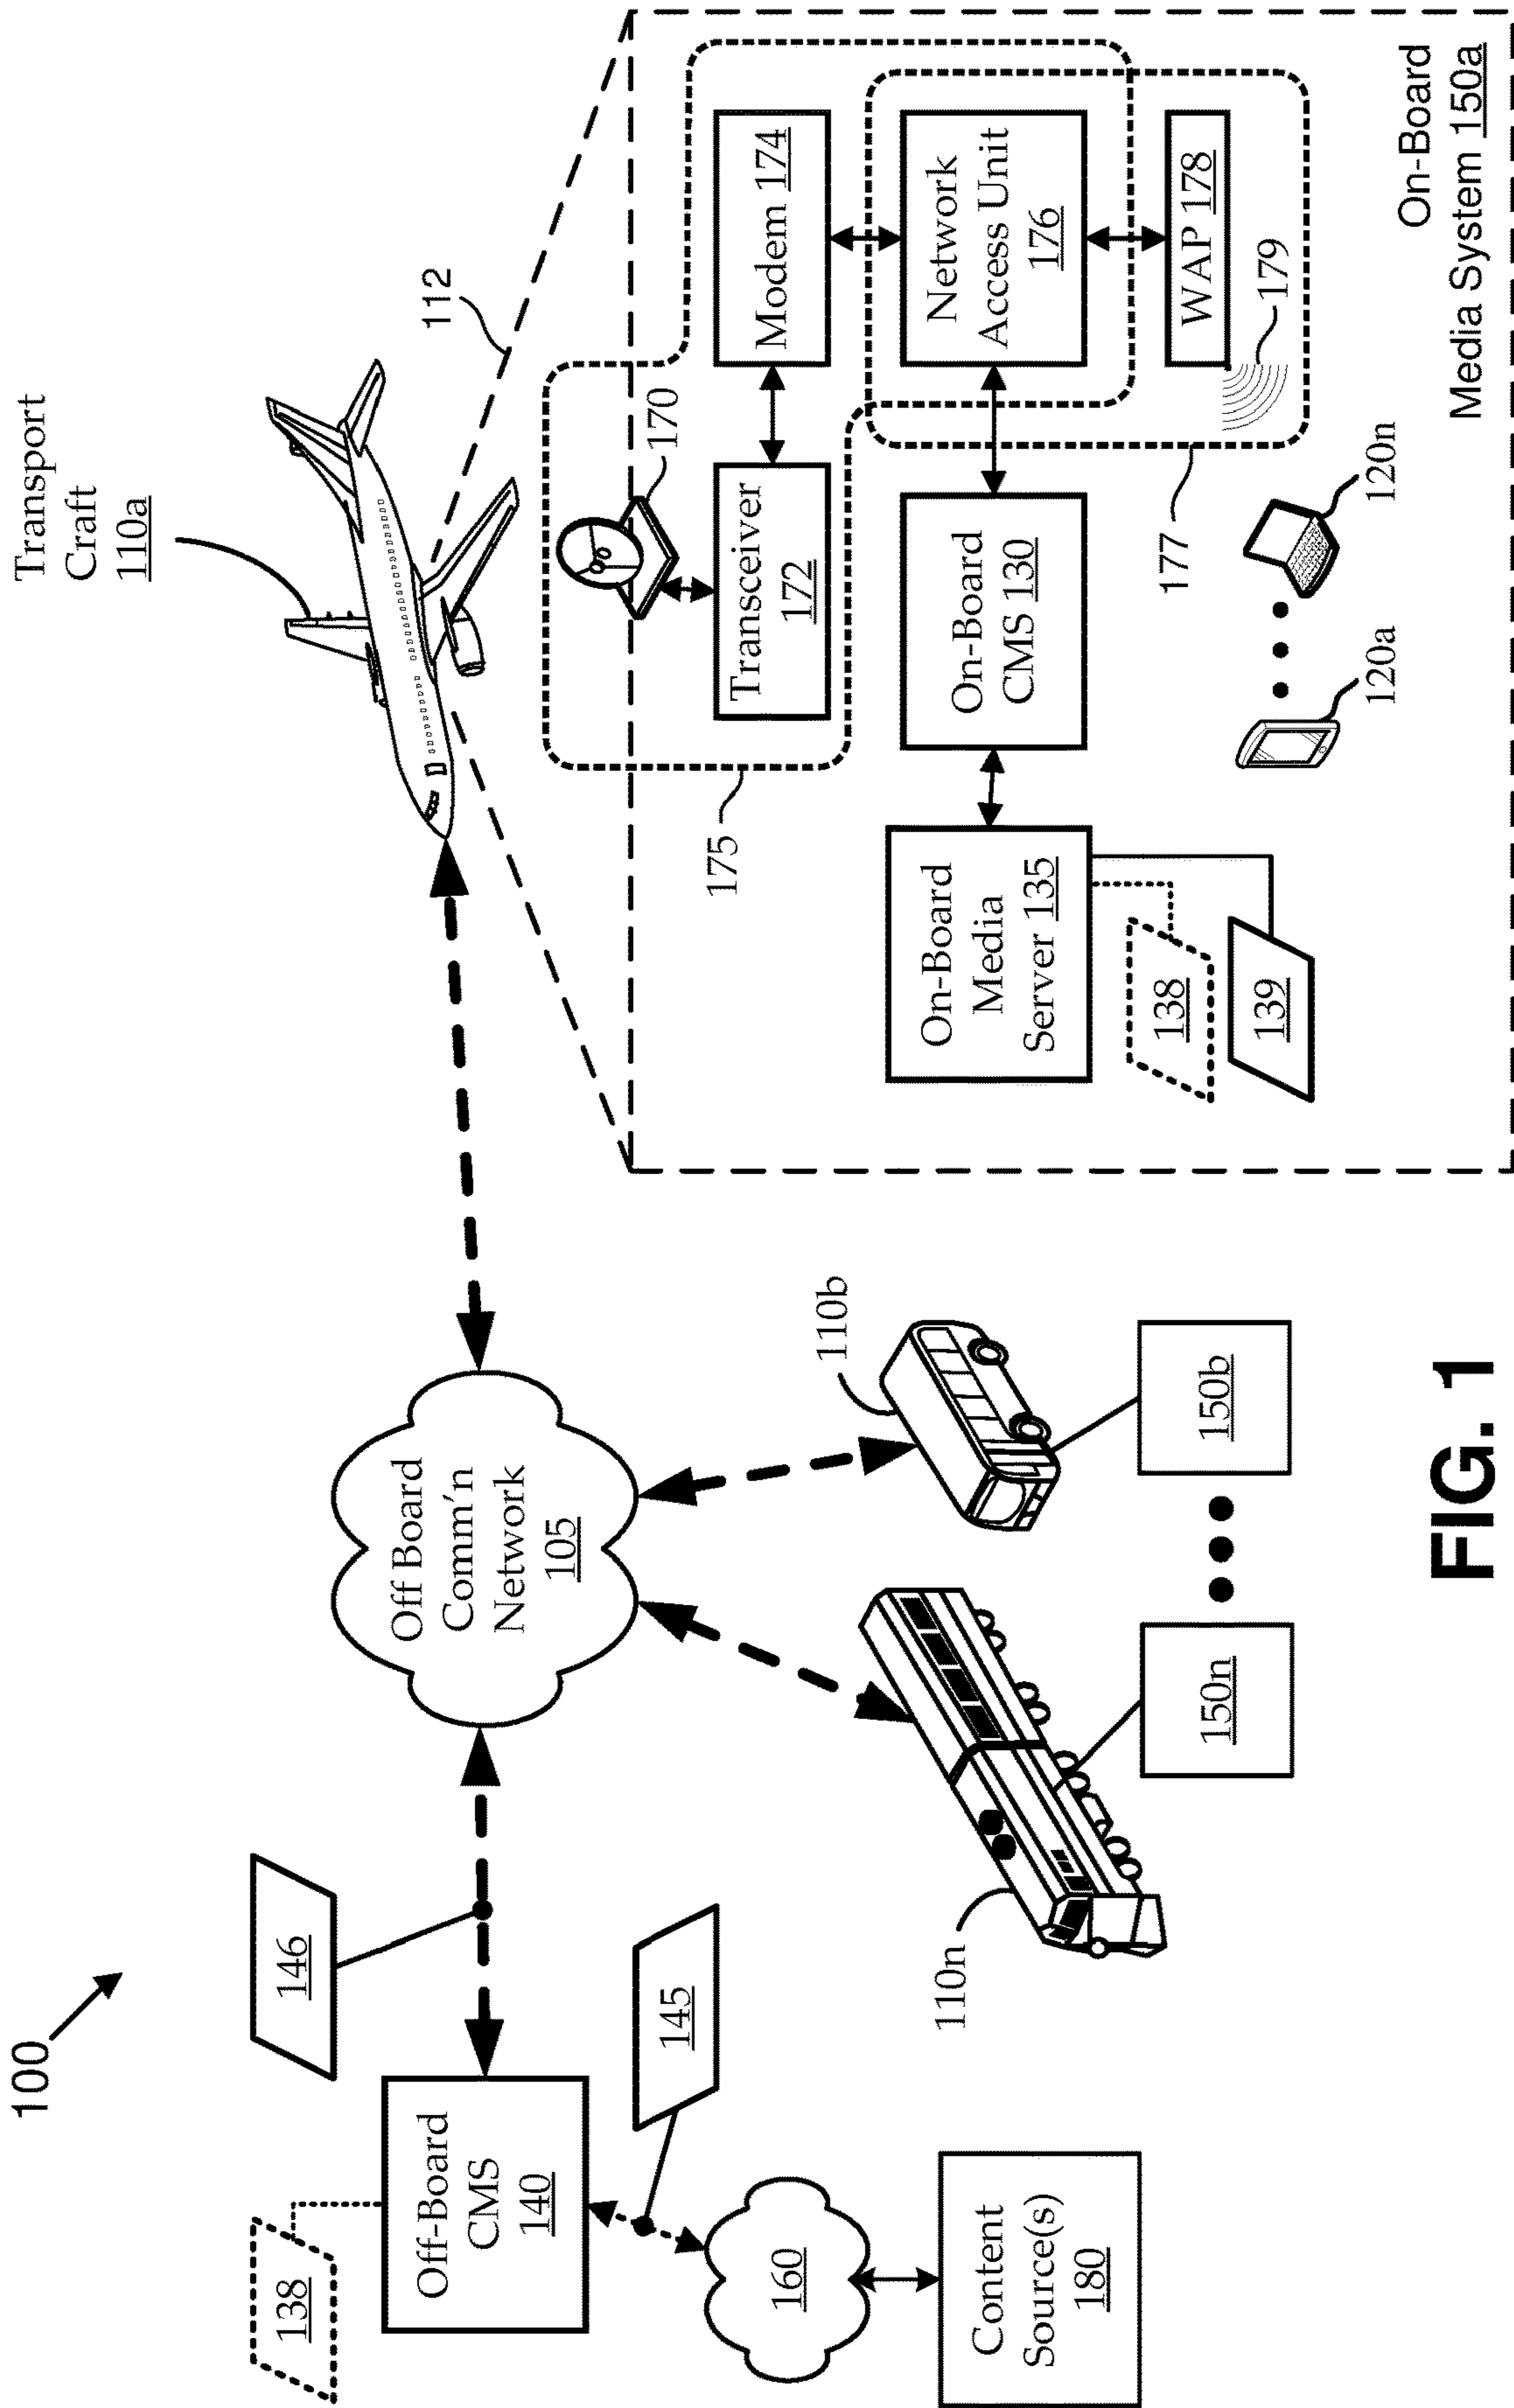 100
Transport
Craft
110a
138
146
112
Off-Board
CMS
140
Off Board
Comm'n
Network
105
145
170
175
Transceiver
172
Modem 174
160
Content
Source(s)
180
110n
110b
150n
150b
On-Board Media
Server 135
On-Board
CMS 130
Network
Access Unit
176
138
139
177
WAP 178
179
120a
120n
On-Board
Media System 150a
FIG. 1